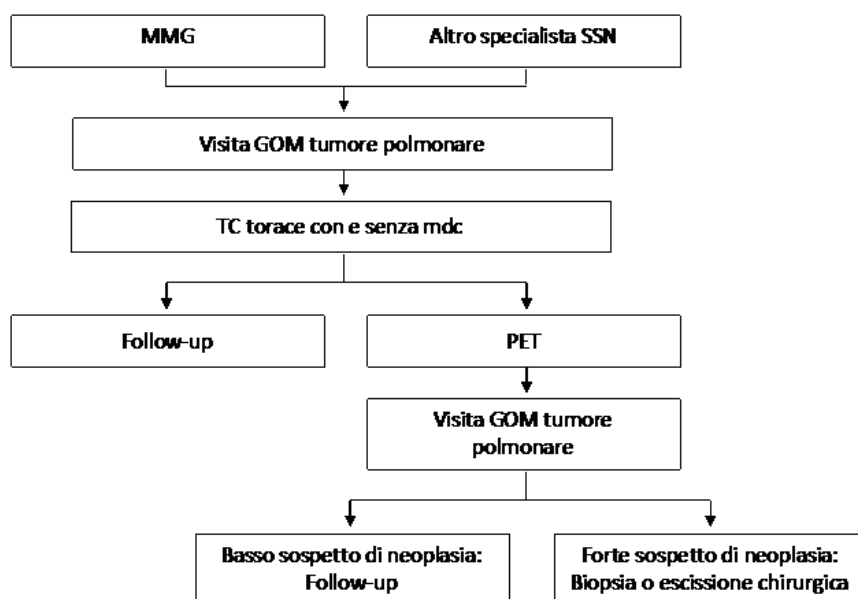 MMG
Altro specialista SSN
Visita GOM tumore polmonare
TC torace con e senza mdc
Follow-up
PET
Visita GOM tumore
polmonare
Basso sospetto di neoplasia:
Follow-up
Forte sospetto di neoplasia:
Biopsia o escissione chirurgica